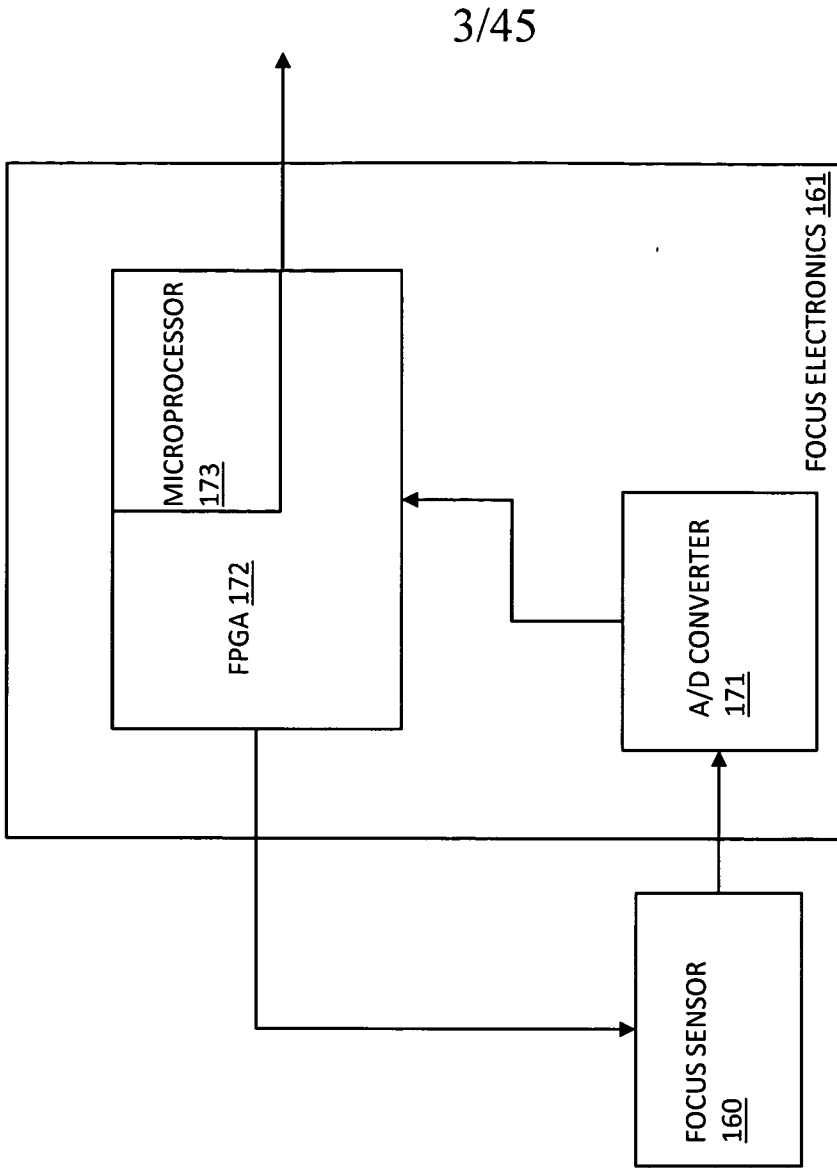 3/45
MICROPROCESSOR
173
FPGA 172
A/D CONVERTER
171
FOCUS ELECTRONICS 161
FOCUS SENSOR
160